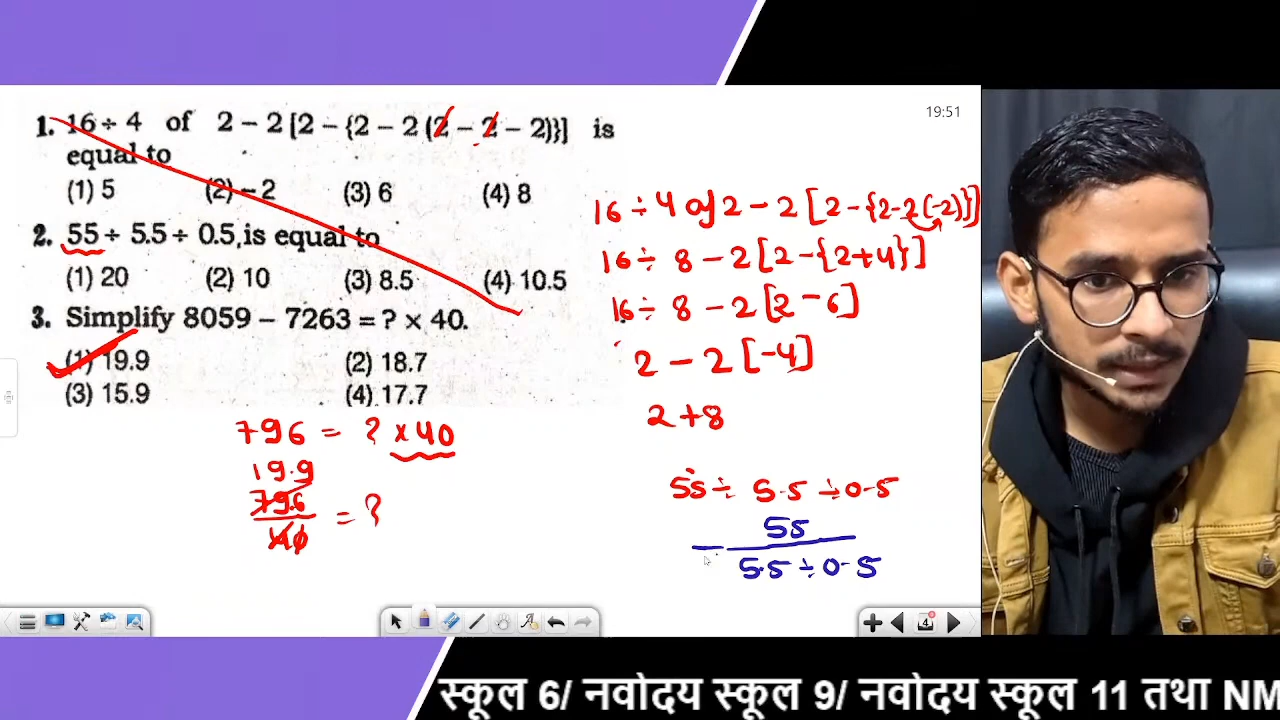 19:51
1. 16 ÷ 4 of 2 – 2 [2 – {2 – 2 (2 – 2 – 2)}] is
equal to
(1) 5 (2) – 2 (3) 6 (4) 8
2. 55 ÷ 5.5 ÷ 0.5, is equal to
(1) 20 (2) 10 (3) 8.5 (4) 10.5
3. Simplify 8059 – 7263 = ? × 40.
(1) 19.9 (2) 18.7
(3) 15.9 (4) 17.7
796 = ? × 40
19.9
79.6
40
= ?
16 ÷ 4 of 2 – 2 [2 – {2 – 2 (–2)}]
16 ÷ 8 – 2 [2 – {2 + 4}]
16 ÷ 8 – 2 [2 – 6]
2 – 2 [–4]
2 + 8
55 ÷ 5.5 ÷ 0.5
55
5.5 ÷ 0.5
4
स्कूल 6/ नवोदय स्कूल 9/ नवोदय स्कूल 11 तथा NM